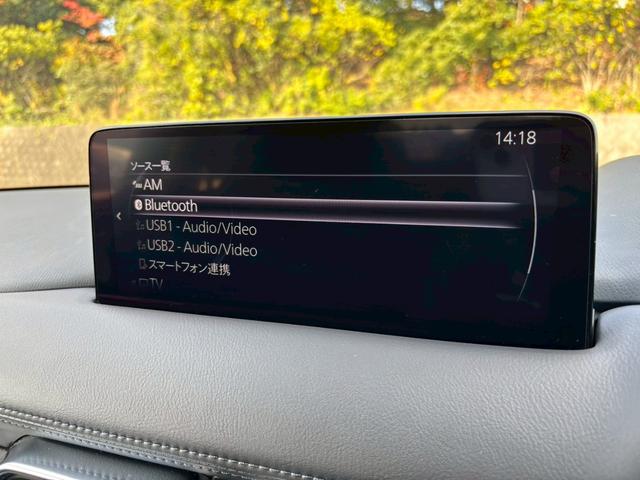 14:18
ソース一覧
AM
Bluetooth
USB1 - Audio/Video
USB2 - Audio/Video
スマートフォン連携
TV